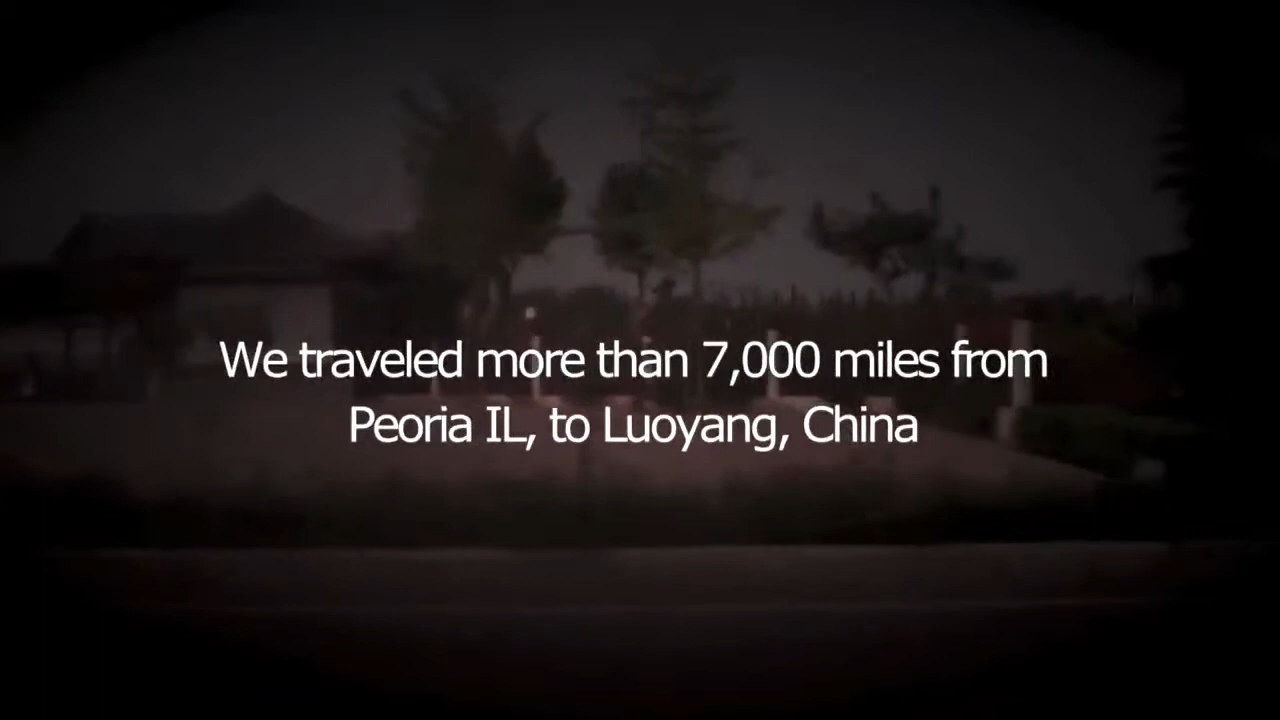 We traveled more than 7,000 miles from
Peoria IL, to Luoyang, China